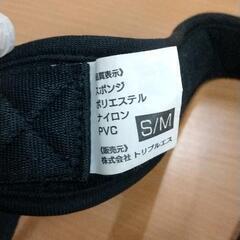 品質表示》
スポンジ
ポリエステル
ナイロン
PVC
S/M
《販売元》
株式会社 トリプルエス